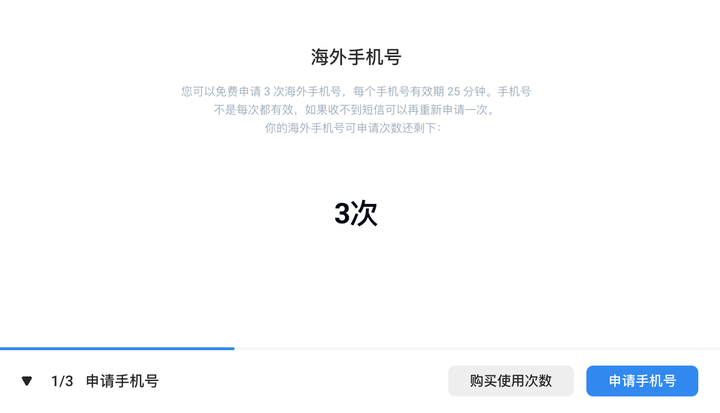 海外手机号
您可以免费申请 3 次海外手机号，每个手机号有效期 25 分钟。手机号
不是每次都有效，如果收不到短信可以再重新申请一次。
你的海外手机号可申请次数还剩下：
3次
1/3 申请手机号
购买使用次数
申请手机号